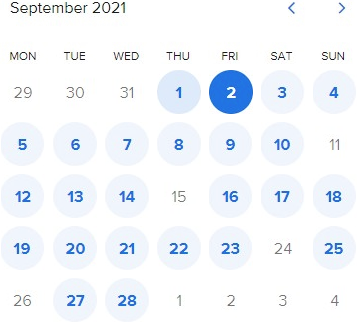 September 2021
MON TUE WED THU FRI SAT SUN
29 30 31 1 2 3 4
5 6 7 8 9 10 11
12 13 14 15 16 17 18
19 20 21 22 23 24 25
26 27 28 1 2 3 4